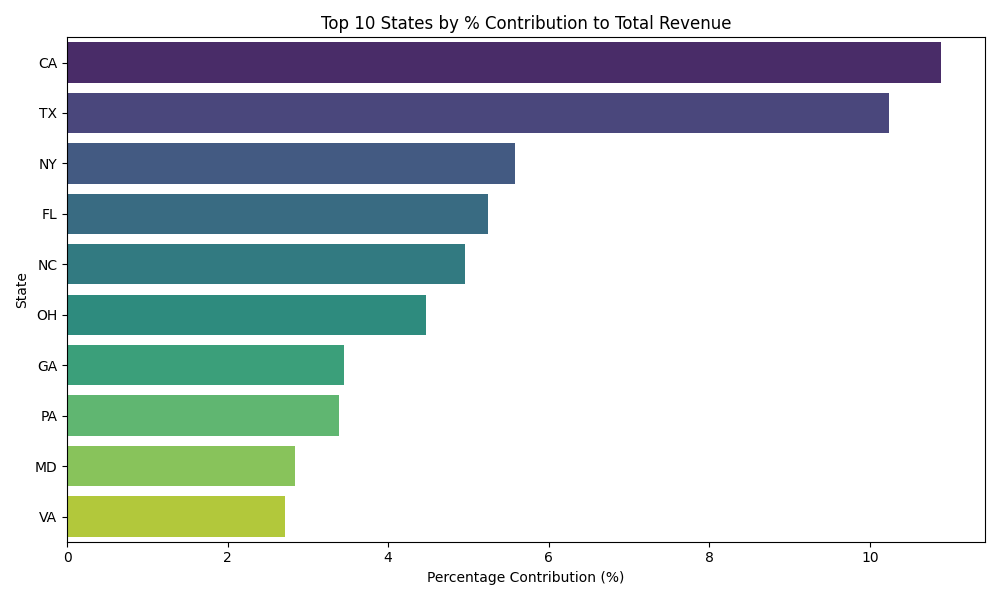 Top 10 States by % Contribution to Total Revenue
State
CA
TX
NY
FL
NC
OH
GA
PA
MD
VA
0 2 4 6 8 10
Percentage Contribution (%)